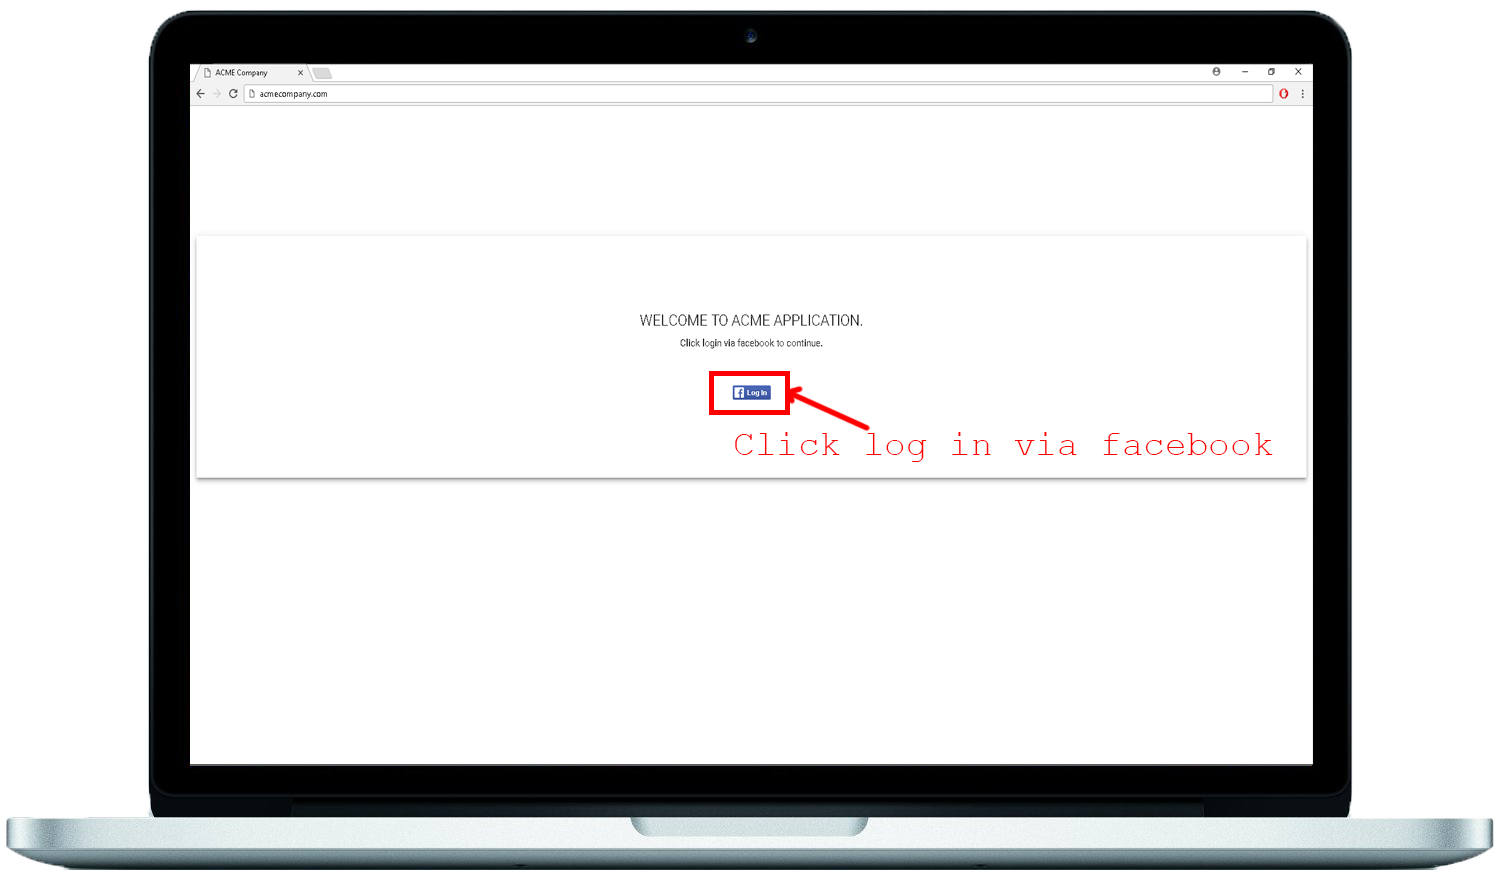 ACME Company
acmecompany.com
WELCOME TO ACME APPLICATION.
Click login via facebook to continue.
f Log In
Click log in via facebook